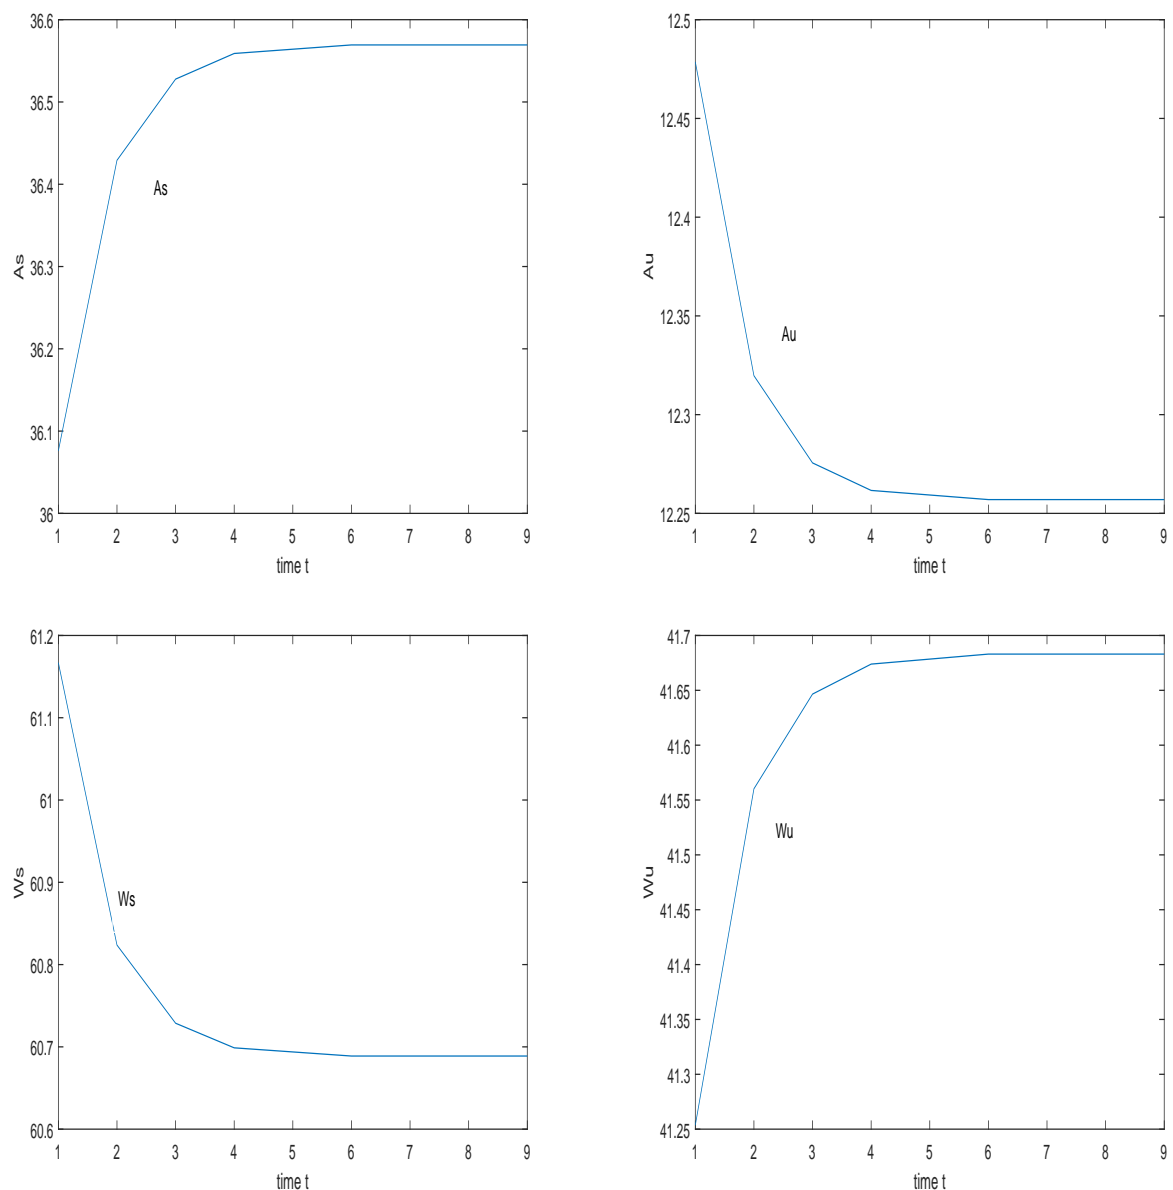 36.6
36.5
36.4
36.3
36.2
36.1
36
As
As
1 2 3 4 5 6 7 8 9
time t
12.5
12.45
12.4
12.35
12.3
12.25
Au
Au
1 2 3 4 5 6 7 8 9
time t
61.2
61.1
61
60.9
60.8
60.7
60.6
Ws
Ws
1 2 3 4 5 6 7 8 9
time t
41.7
41.65
41.6
41.55
41.5
41.45
41.4
41.35
41.3
41.25
Wu
Wu
1 2 3 4 5 6 7 8 9
time t